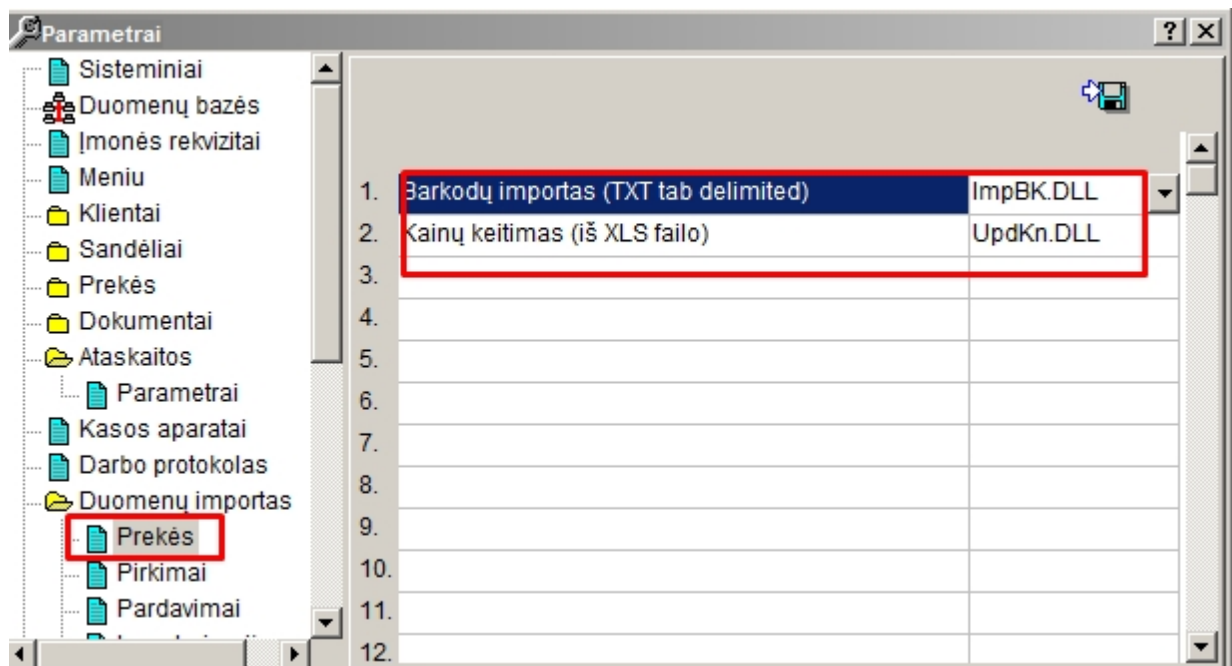 Parametrai
Sisteminiai
Duomenų bazės
Įmonės rekvizitai
Meniu
Klientai
Sandėliai
Prekės
Dokumentai
Ataskaitos
Parametrai
Kasos aparatai
Darbo protokolas
Duomenų importas
Prekės
Pirkimai
Pardavimai
1. Barkodų importas (TXT tab delimited) ImpBK.DLL
2. Kainų keitimas (iš XLS failo) UpdKn.DLL
3.
4.
5.
6.
7.
8.
9.
10.
11.
12.